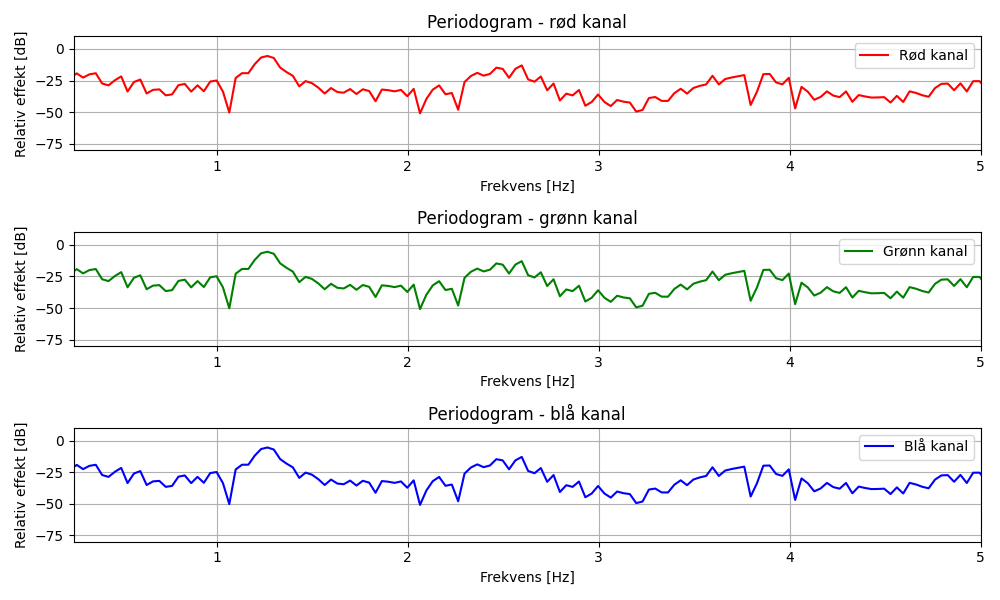 Periodogram - rød kanal
Relativ effekt [dB]
0
−25
−50
−75
Rød kanal
1 2 3 4 5
Frekvens [Hz]
Periodogram - grønn kanal
Relativ effekt [dB]
0
−25
−50
−75
Grønn kanal
1 2 3 4 5
Frekvens [Hz]
Periodogram - blå kanal
Relativ effekt [dB]
0
−25
−50
−75
Blå kanal
1 2 3 4 5
Frekvens [Hz]